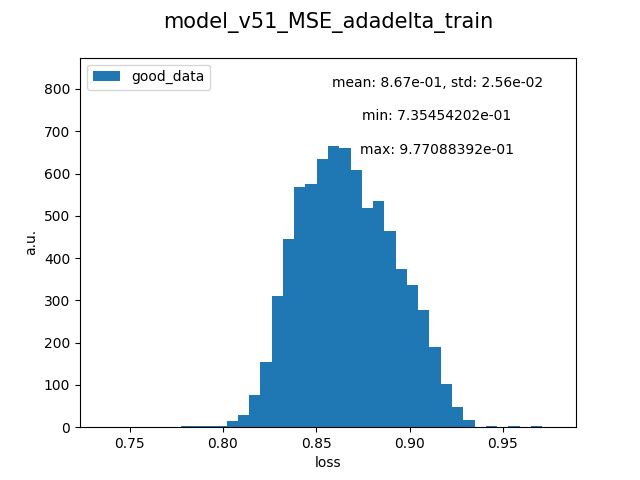 model_v51_MSE_adadelta_train
good_data
mean: 8.67e-01, std: 2.56e-02
min: 7.35454202e-01
max: 9.77088392e-01
a.u.
800
700
600
500
400
300
200
100
0
0.75 0.80 0.85 0.90 0.95
loss